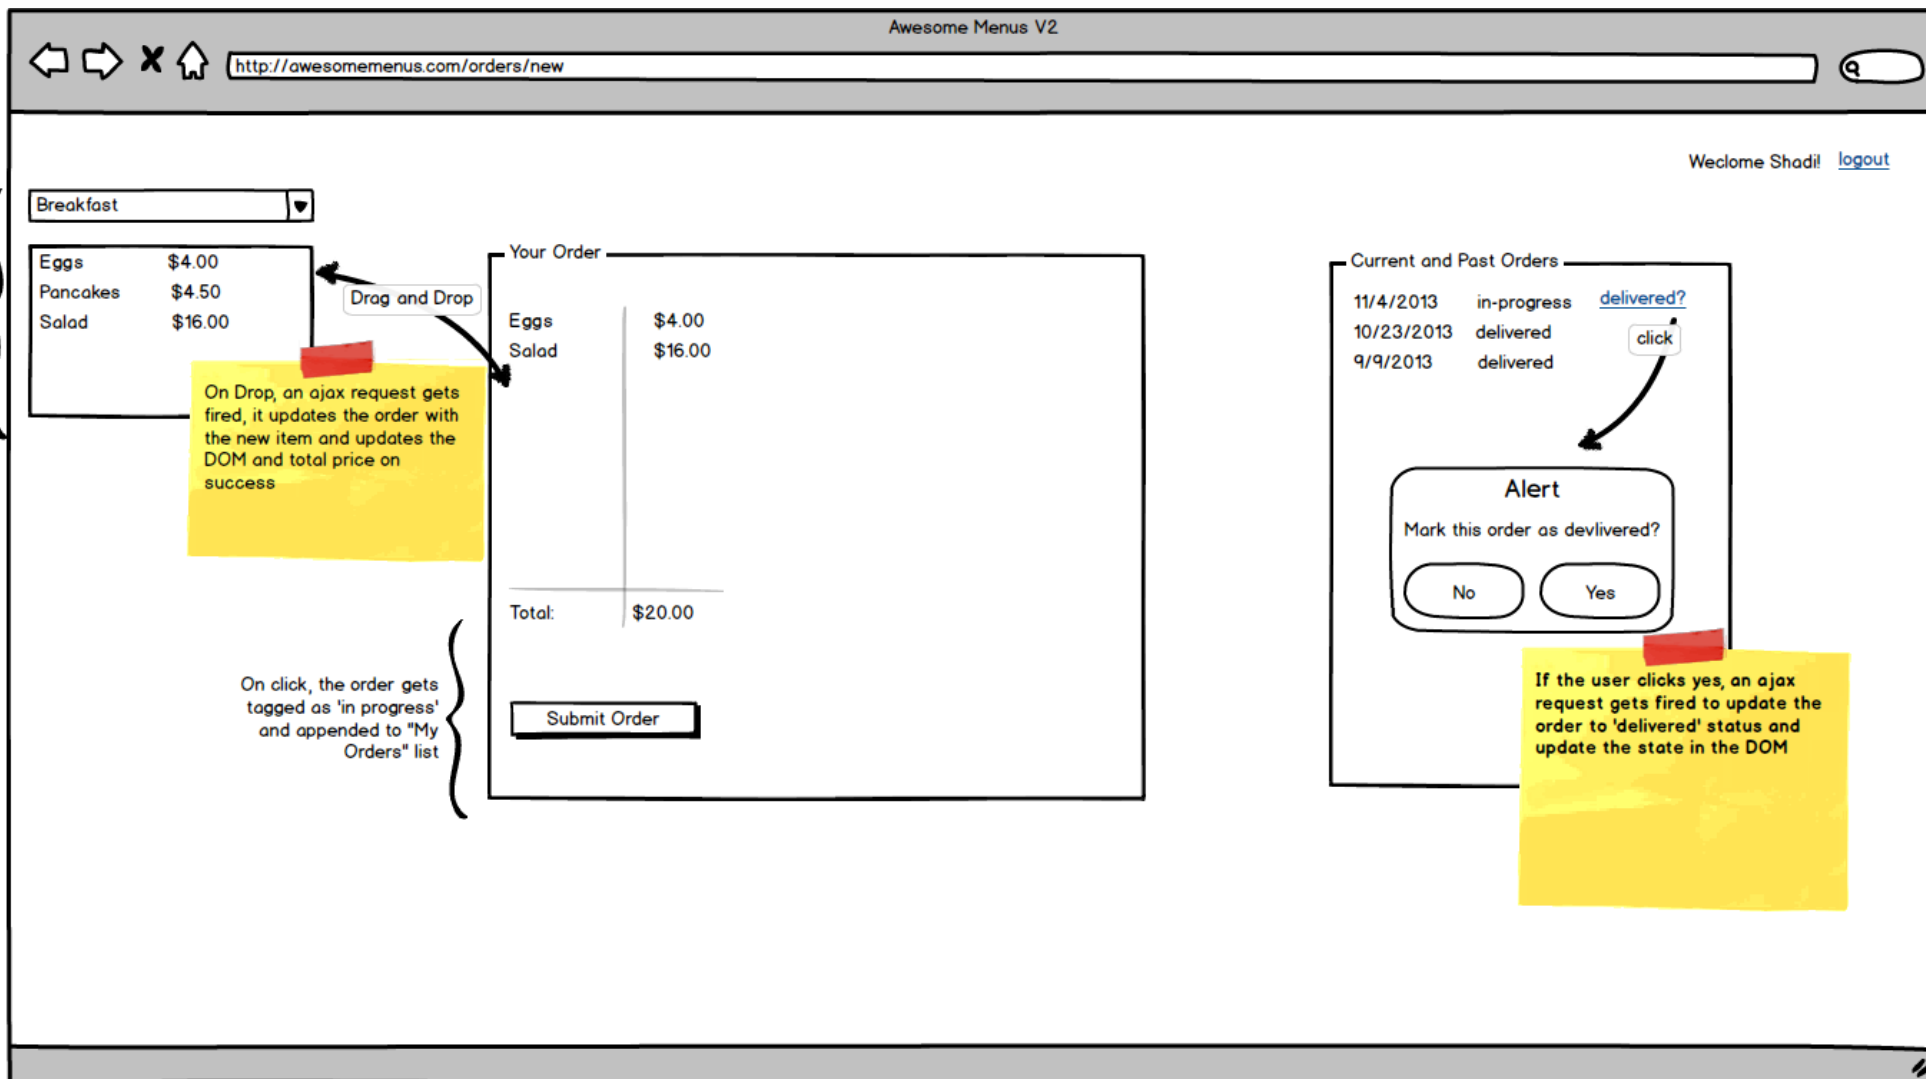 Awesome Menus V2
http://awesomemenus.com/orders/new
Weclome Shadi! logout
Breakfast
Eggs $4.00
Pancakes $4.50
Salad $16.00
Drag and Drop
On Drop, an ajax request gets
fired, it updates the order with
the new item and updates the
DOM and total price on
success
Your Order
Eggs $4.00
Salad $16.00
Total: $20.00
On click, the order gets
tagged as 'in progress'
and appended to "My
Orders" list
Submit Order
Current and Past Orders
11/4/2013 in-progress delivered?
10/23/2013 delivered
9/9/2013 delivered
click
Alert
Mark this order as devlivered?
No Yes
If the user clicks yes, an ajax
request gets fired to update the
order to 'delivered' status and
update the state in the DOM